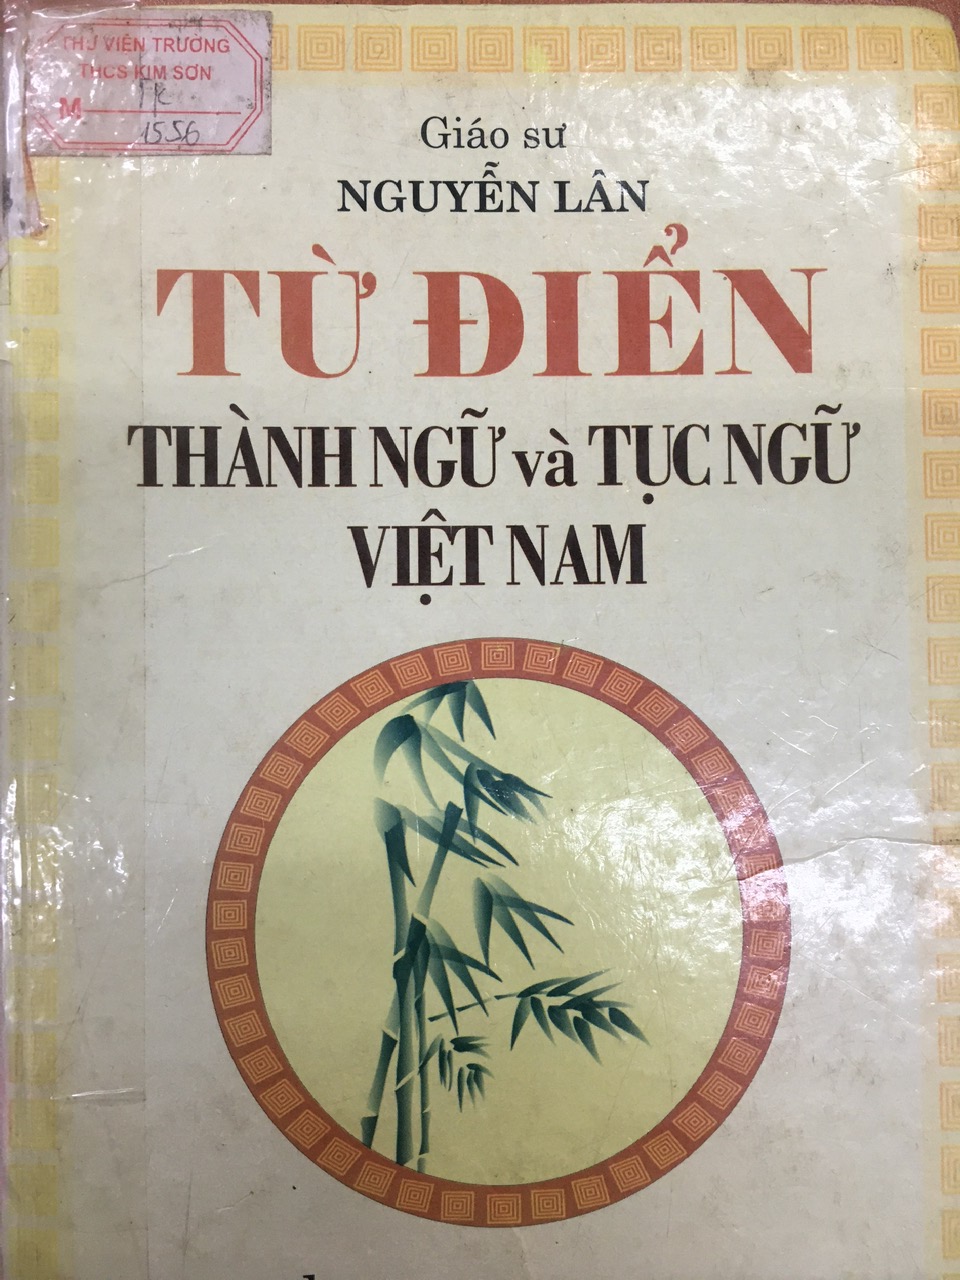 THƯ VIỆN TRƯỜNG
THCS KIM SƠN
M
1556
Giáo sư
NGUYỄN LÂN
TỪ ĐIỂN
THÀNH NGỮ và TỤC NGỮ
VIỆT NAM